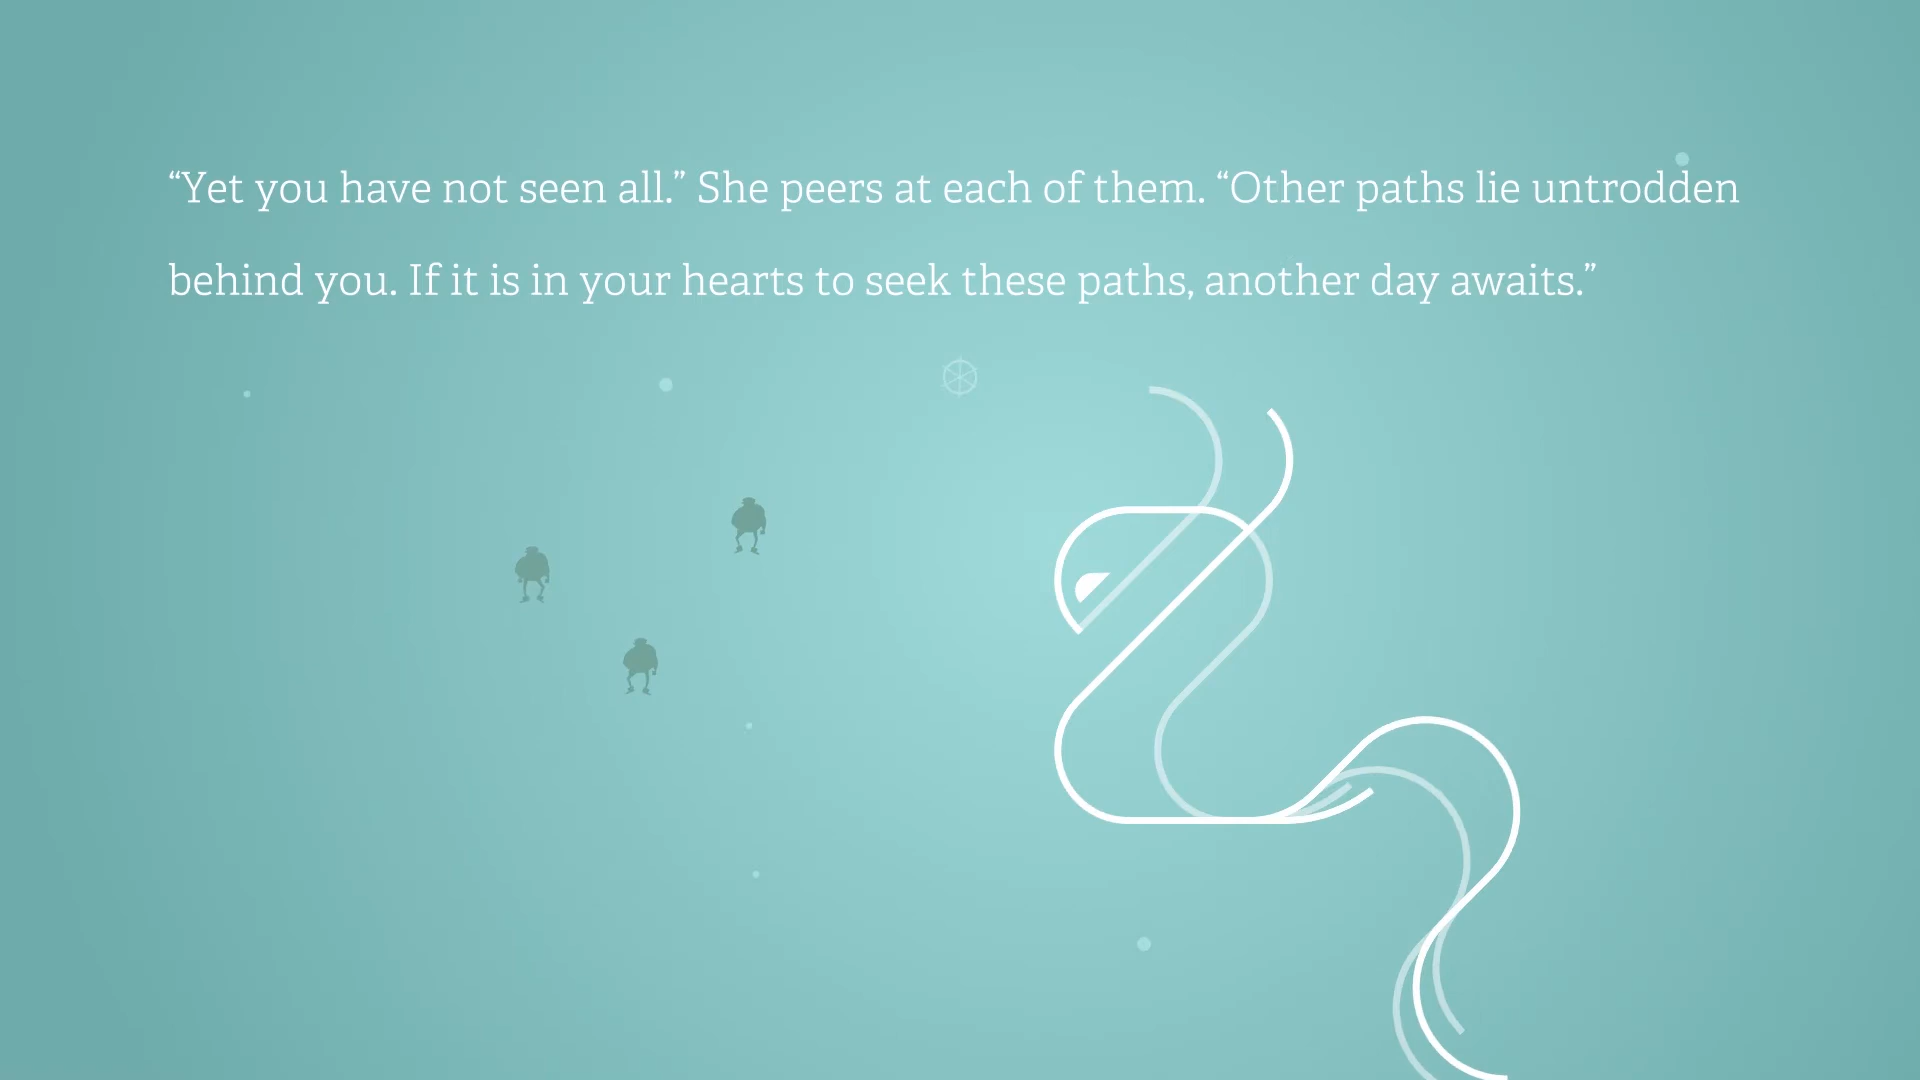 “Yet you have not seen all.” She peers at each of them. “Other paths lie untrodden
behind you. If it is in your hearts to seek these paths, another day awaits.”